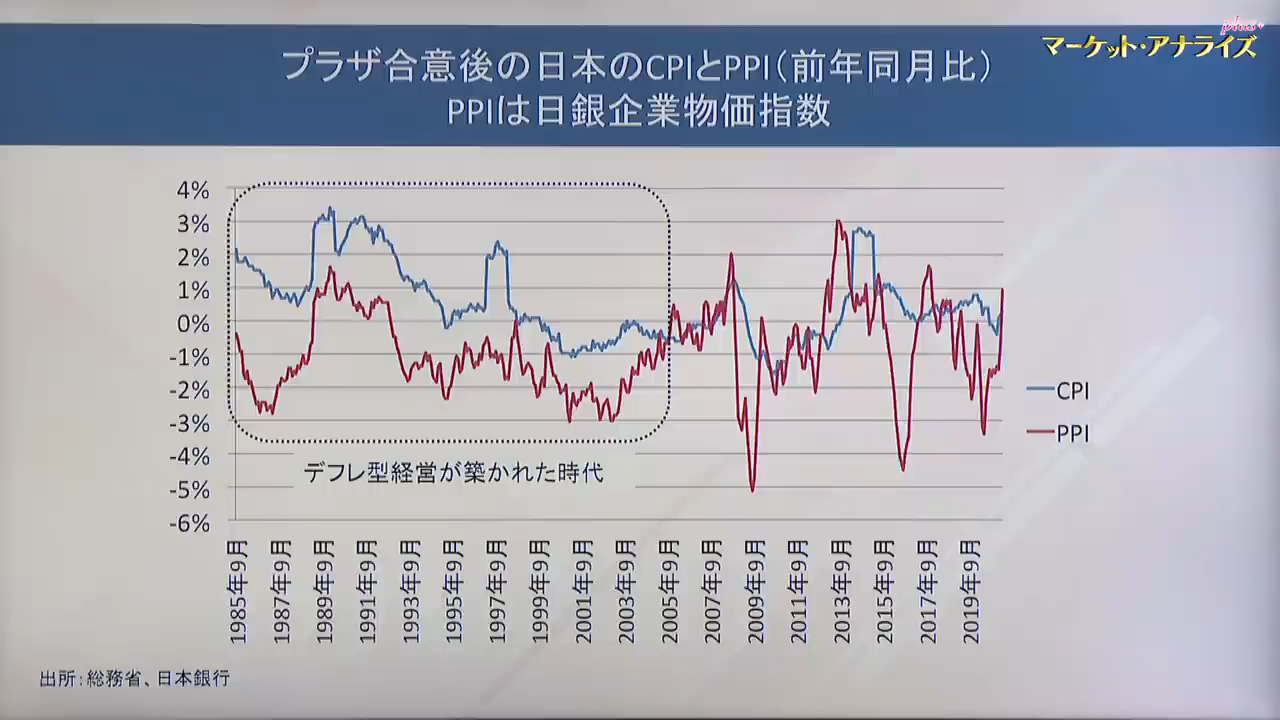 plus+
マーケット・アナライズ
プラザ合意後の日本のCPIとPPI（前年同月比）
PPIは日銀企業物価指数
4%
3%
2%
1%
0%
-1%
-2%
-3%
-4%
-5%
-6%
CPI
PPI
デフレ型経営が築かれた時代
1985年9月
1987年9月
1989年9月
1991年9月
1993年9月
1995年9月
1997年9月
1999年9月
2001年9月
2003年9月
2005年9月
2007年9月
2009年9月
2011年9月
2013年9月
2015年9月
2017年9月
2019年9月
出所：総務省、日本銀行